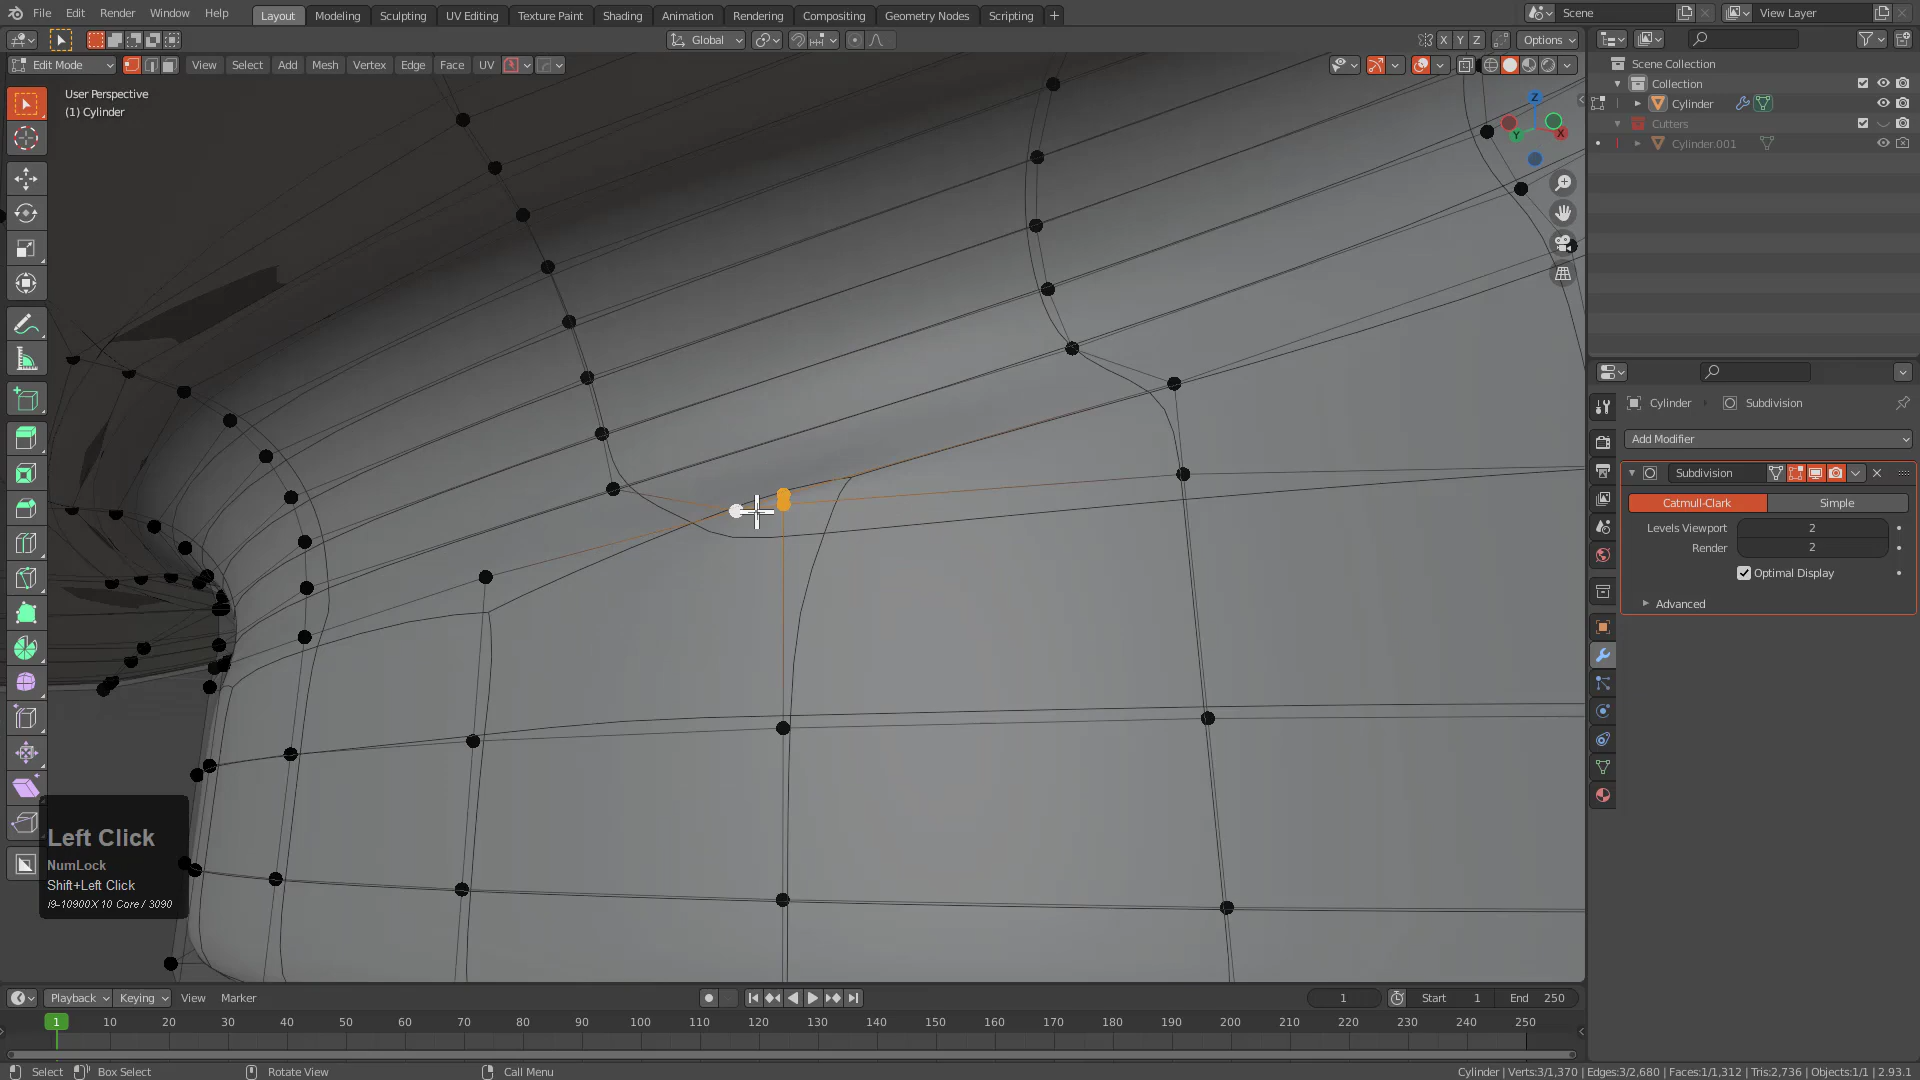 File Edit Render Window Help Layout Modeling Sculpting UV Editing Texture Paint Shading Animation Rendering Compositing Geometry Nodes Scripting Scene View Layer
Global X Y Z Options
Edit Mode View Select Add Mesh Vertex Edge Face UV
User Perspective
(1) Cylinder
Z
Y
X
Left Click
NumLock
Shift+Left Click
i9-10900X 10 Core / 3090
Scene Collection
Collection
Cylinder
Cutters
Cylinder.001
Cylinder Subdivision
Add Modifier
Subdivision
Catmull-Clark Simple
Levels Viewport 2
Render 2
Optimal Display
Advanced
Playback Keying View Marker 1 Start 1 End 250
1 10 20 30 40 50 60 70 80 90 100 110 120 130 140 150 160 170 180 190 200 210 220 230 240 250
Select Box Select Rotate View Call Menu Cylinder | Verts:3/1,370 | Edges:3/2,680 | Faces:1/1,312 | Tris:2,736 | Objects:1/1 | 2.93.1